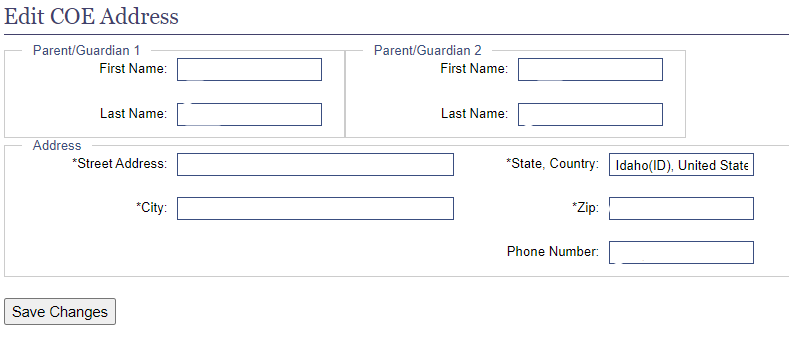 Edit COE Address
Parent/Guardian 1
First Name:
Last Name:
Parent/Guardian 2
First Name:
Last Name:
Address
*Street Address:
*State, Country: Idaho(ID), United State
*City:
*Zip:
Phone Number:
Save Changes